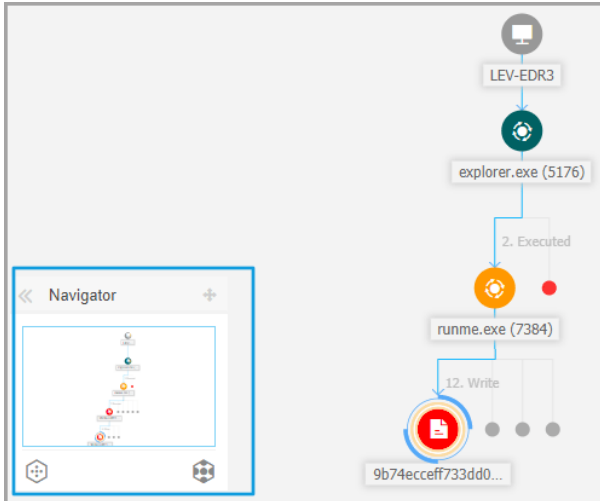 LEV-EDR3
explorer.exe (5176)
2. Executed
Navigator
runme.exe (7384)
12. Write
9b74ecceff733dd0...